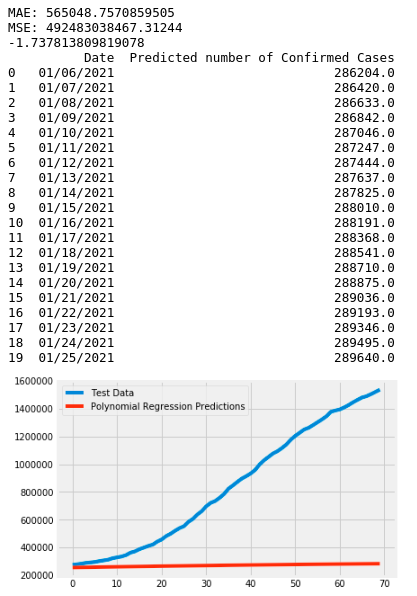 MAE: 565048.7570859505
MSE: 492483038467.31244
-1.737813809819078
Date  Predicted number of Confirmed Cases
0   01/06/2021   286204.0
1   01/07/2021   286420.0
2   01/08/2021   286633.0
3   01/09/2021   286842.0
4   01/10/2021   287046.0
5   01/11/2021   287247.0
6   01/12/2021   287444.0
7   01/13/2021   287637.0
8   01/14/2021   287825.0
9   01/15/2021   288010.0
10  01/16/2021   288191.0
11  01/17/2021   288368.0
12  01/18/2021   288541.0
13  01/19/2021   288710.0
14  01/20/2021   288875.0
15  01/21/2021   289036.0
16  01/22/2021   289193.0
17  01/23/2021   289346.0
18  01/24/2021   289495.0
19  01/25/2021   289640.0
1600000
Test Data
Polynomial Regression Predictions
1400000
1200000
1000000
800000
600000
400000
200000
0 10 20 30 40 50 60 70